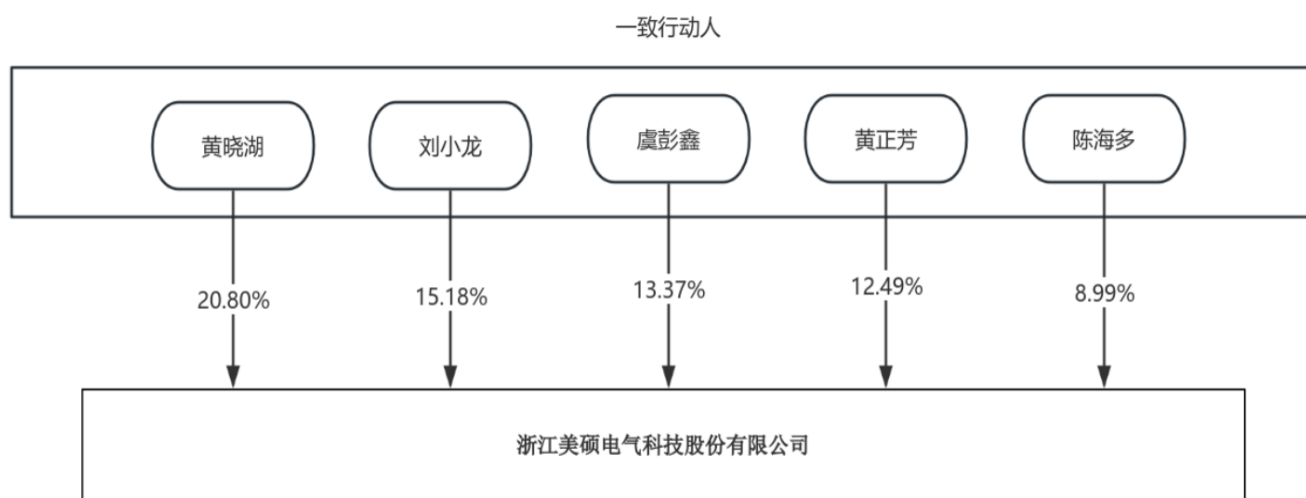 一致行动人
黄晓湖
刘小龙
虞彭鑫
黄正芳
陈海多
20.80%
15.18%
13.37%
12.49%
8.99%
浙江美硕电气科技股份有限公司